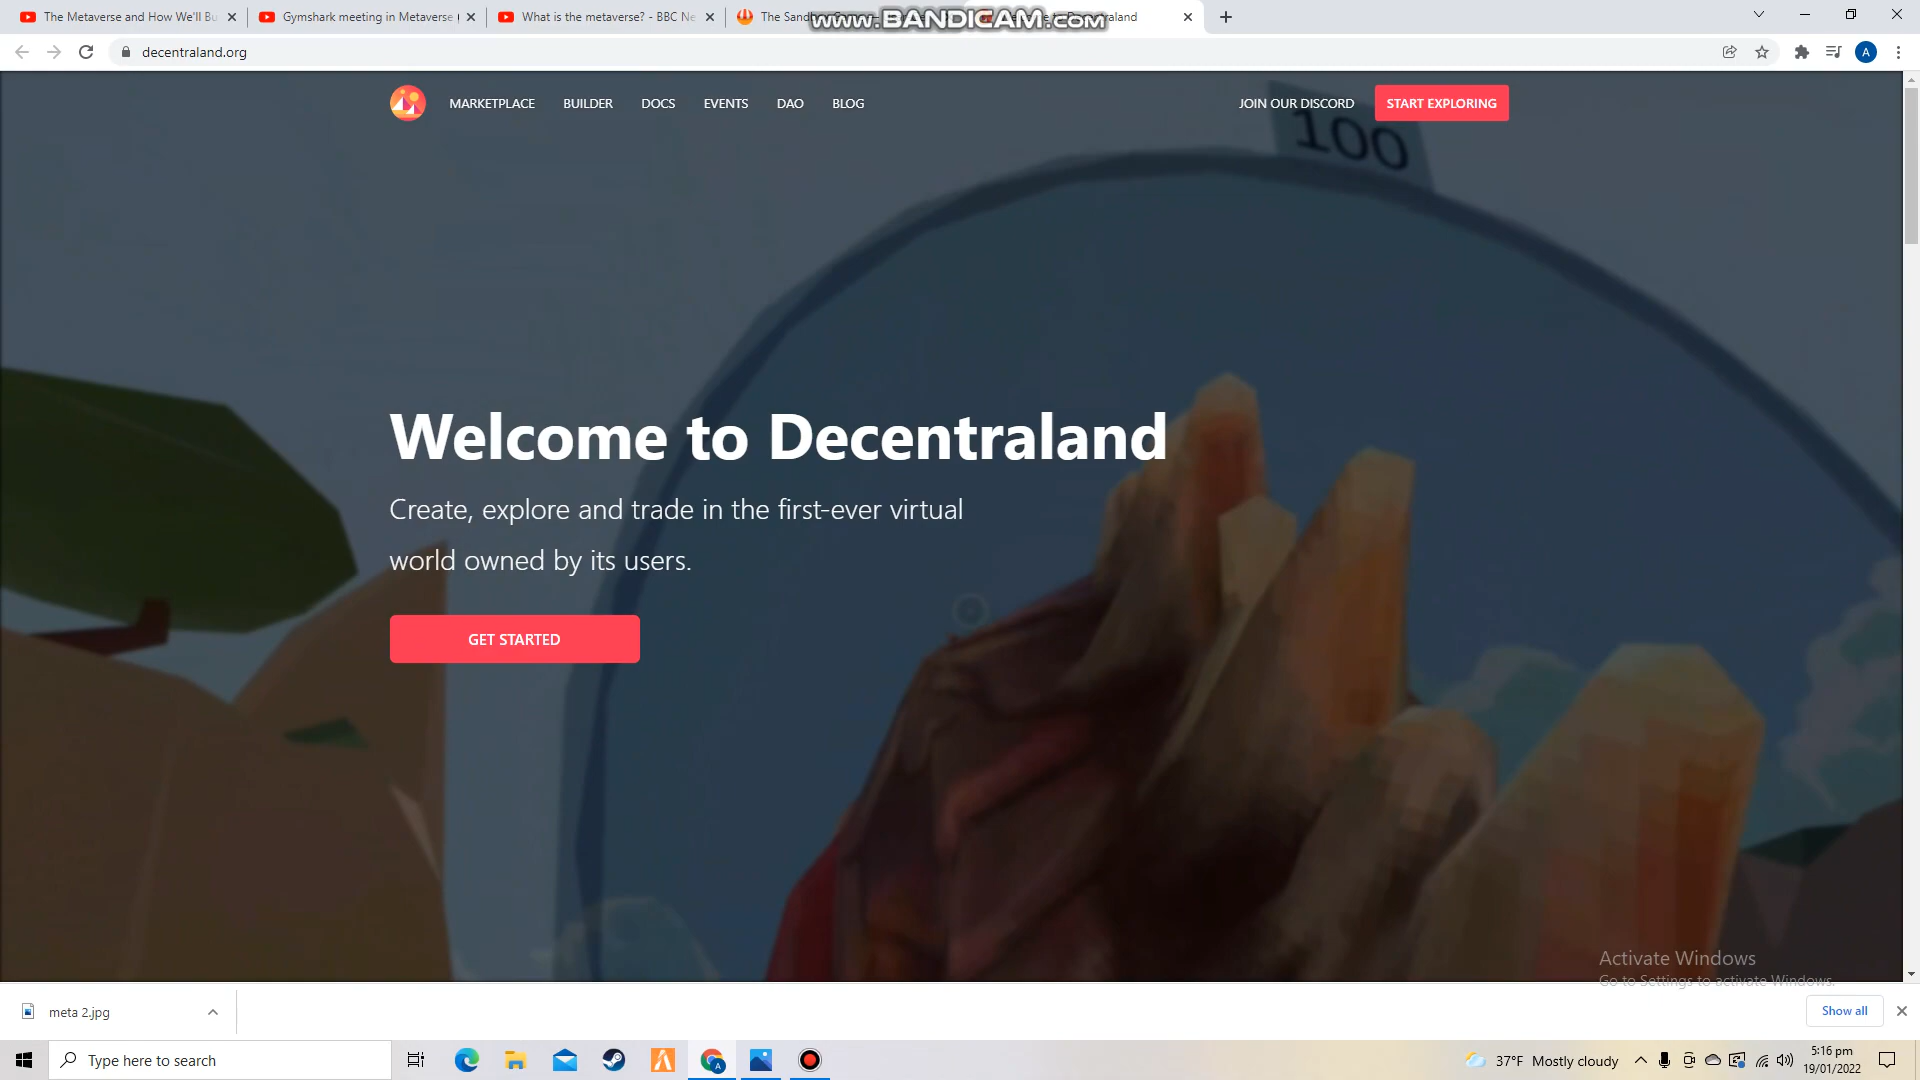 The Metaverse and How We'll Bu
Gymshark meeting in Metaverse
What is the metaverse? - BBC Ne
The Sandbox
www.BANDICAM.com
Decentraland
decentraland.org
A
MARKETPLACE
BUILDER
DOCS
EVENTS
DAO
BLOG
JOIN OUR DISCORD
START EXPLORING
100
Welcome to Decentraland
Create, explore and trade in the first-ever virtual
world owned by its users.
GET STARTED
Activate Windows
Go to Settings to activate Windows.
meta 2.jpg
Show all
Type here to search
37°F Mostly cloudy
5:16 pm
19/01/2022